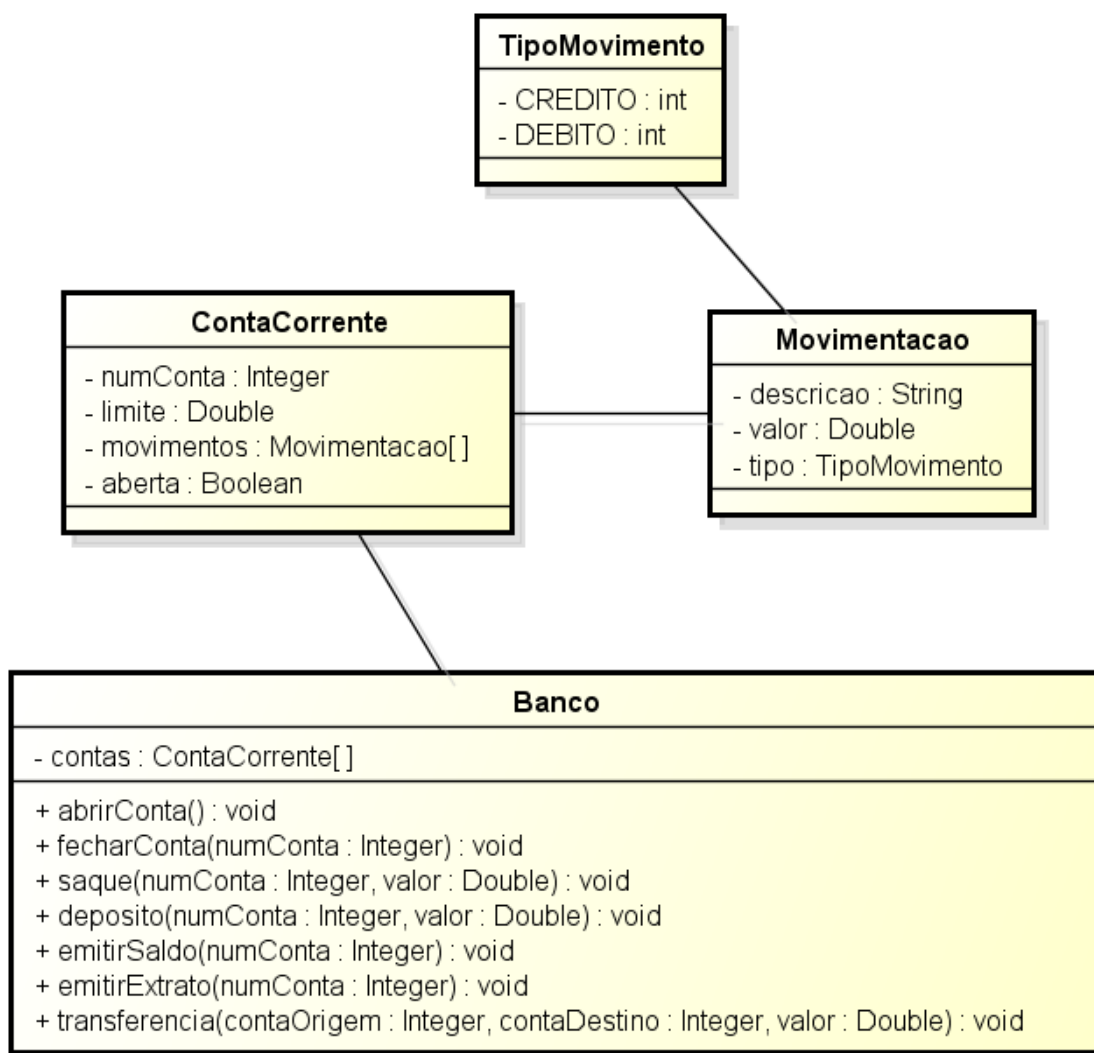 TipoMovimento
- CREDITO : int
- DEBITO : int
ContaCorrente
- numConta : Integer
- limite : Double
- movimentos : Movimentacao[ ]
- aberta : Boolean
Movimentacao
- descricao : String
- valor : Double
- tipo : TipoMovimento
Banco
- contas : ContaCorrente[ ]
+ abrirConta() : void
+ fecharConta(numConta : Integer) : void
+ saque(numConta : Integer, valor : Double) : void
+ deposito(numConta : Integer, valor : Double) : void
+ emitirSaldo(numConta : Integer) : void
+ emitirExtrato(numConta : Integer) : void
+ transferencia(contaOrigem : Integer, contaDestino : Integer, valor : Double) : void